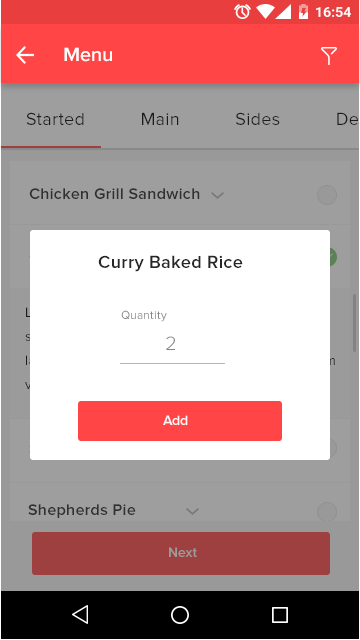 16:54
Menu
Started Main Sides De
Chicken Grill Sandwich
Curry Baked Rice
Quantity
2
Add
Shepherds Pie
Next